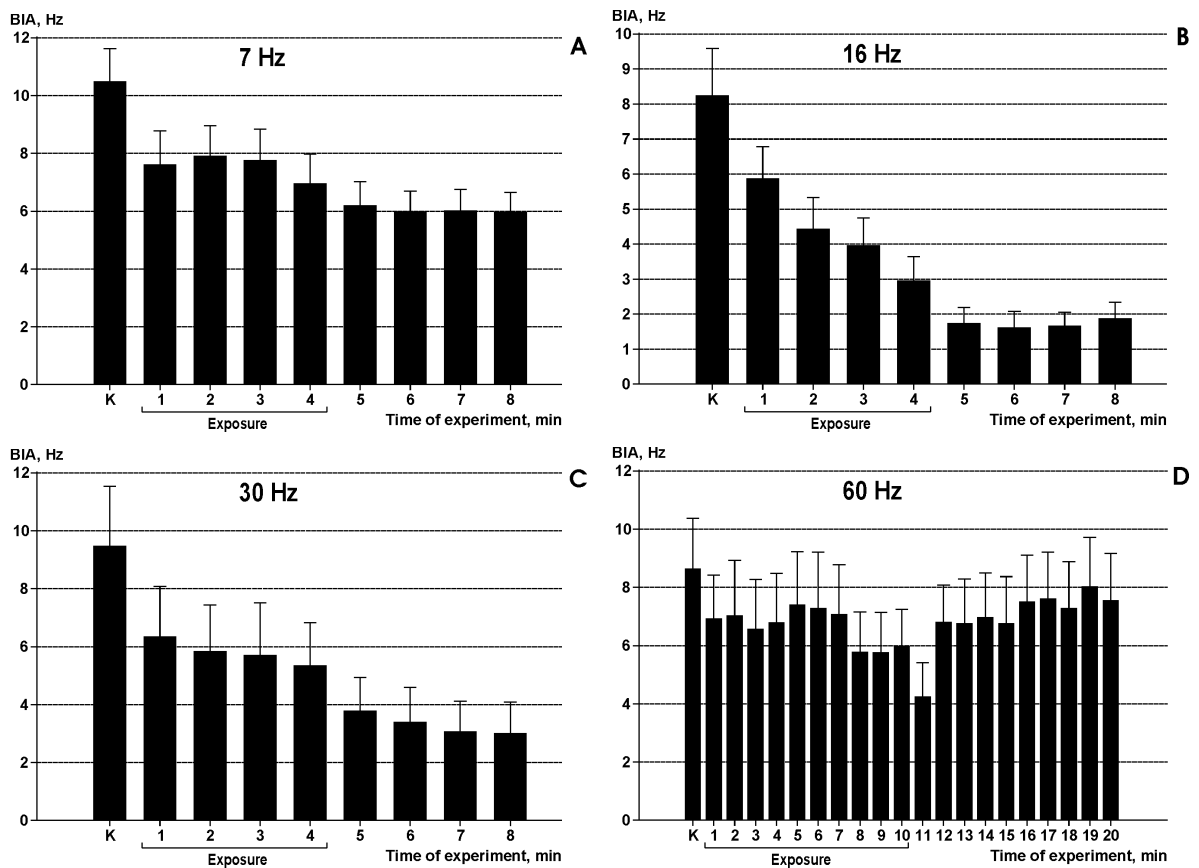 BIA, Hz
A
7 Hz
12
10
8
6
4
2
0
K 1 2 3 4 5 6 7 8
Exposure
Time of experiment, min
BIA, Hz
B
16 Hz
10
9
8
7
6
5
4
3
2
1
0
K 1 2 3 4 5 6 7 8
Exposure
Time of experiment, min
BIA, Hz
C
30 Hz
12
10
8
6
4
2
0
K 1 2 3 4 5 6 7 8
Exposure
Time of experiment, min
BIA, Hz
D
60 Hz
12
10
8
6
4
2
0
K 1 2 3 4 5 6 7 8 9 10 11 12 13 14 15 16 17 18 19 20
Exposure
Time of experiment, min